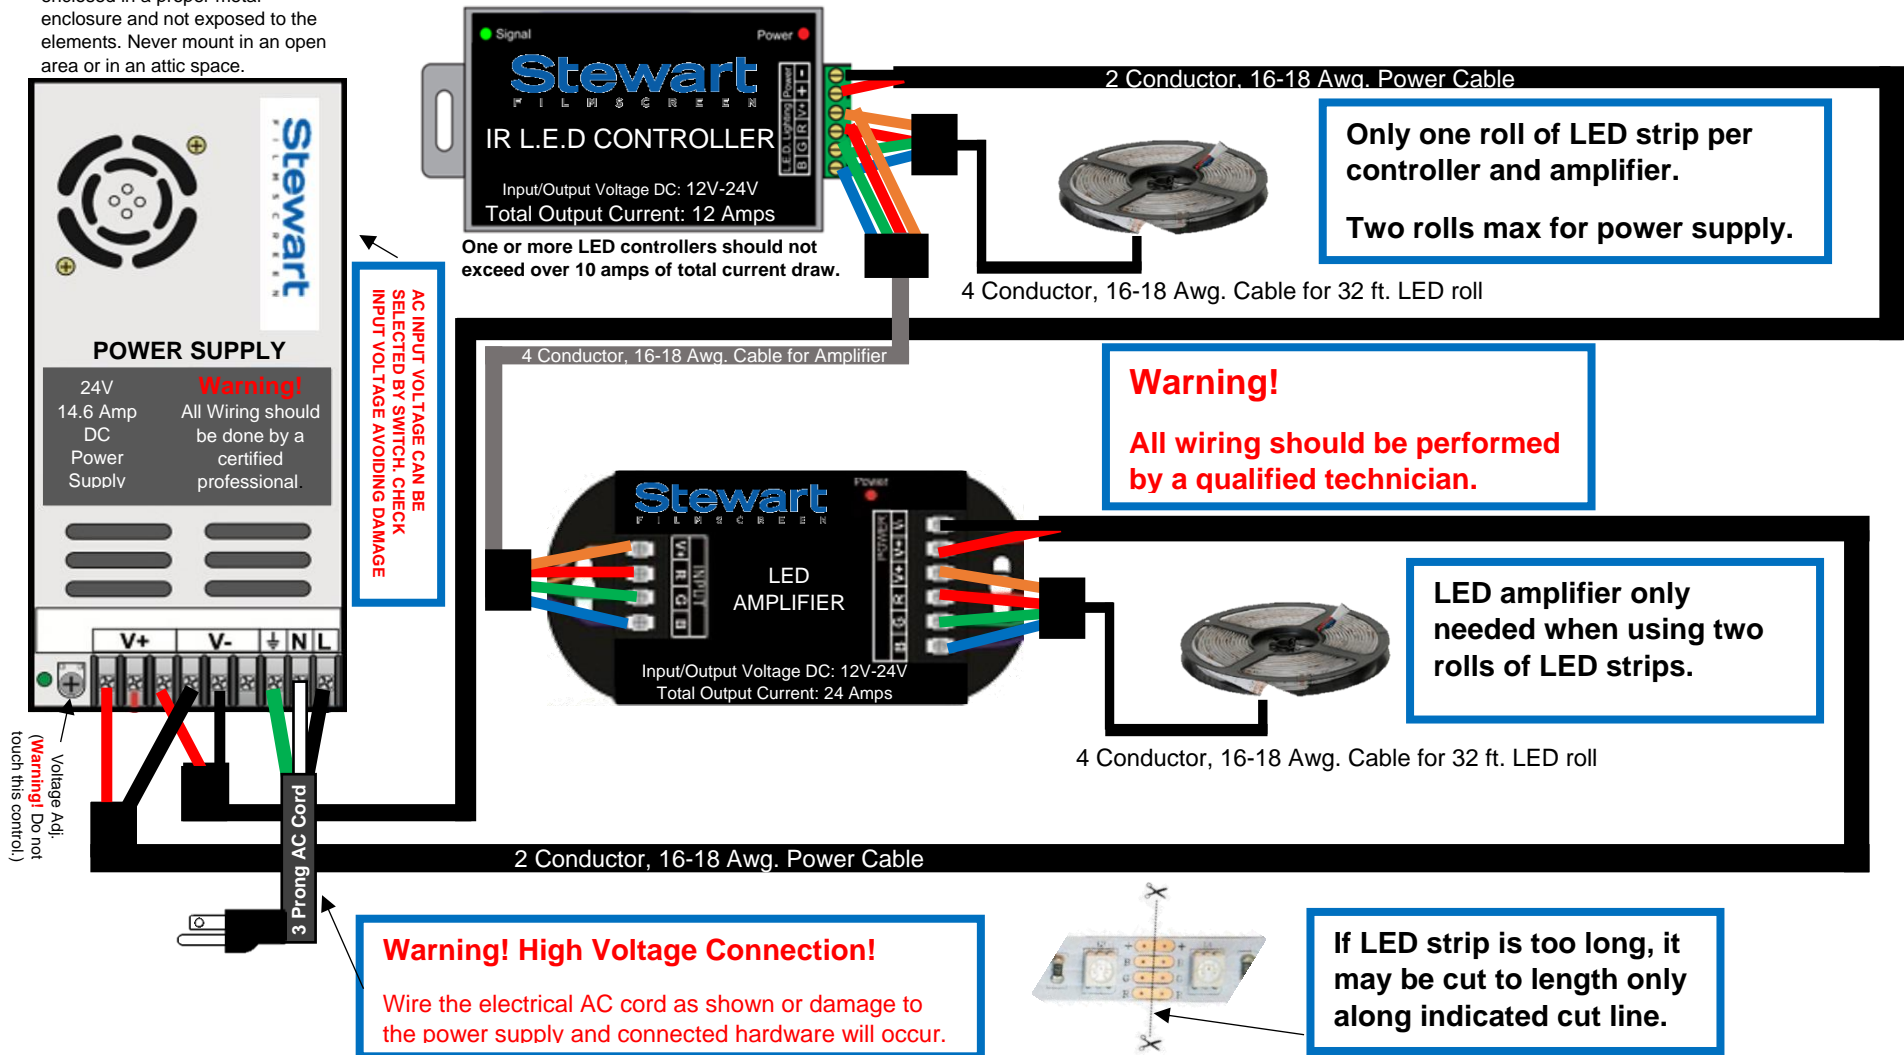 enclosed in a proper metal
enclosure and not exposed to the
elements. Never mount in an open
area or in an attic space.
Stewart
FILMSCREEN
POWER SUPPLY
24V
14.6 Amp
DC
Power
Supply
Warning!
All Wiring should
be done by a
certified
professional.
V+ V- N L
Voltage Adj.
(Warning! Do not
touch this control.)
3 Prong AC Cord
AC INPUT VOLTAGE CAN BE
SELECTED BY SWITCH. CHECK
INPUT VOLTAGE AVOIDING DAMAGE
Signal
Power
Stewart
FILMSCREEN
IR L.E.D CONTROLLER
Input/Output Voltage DC: 12V-24V
Total Output Current: 12 Amps
L.E.D. Lighting Power
B G R V+ + -
One or more LED controllers should not
exceed over 10 amps of total current draw.
2 Conductor, 16-18 Awg. Power Cable
Only one roll of LED strip per
controller and amplifier.
Two rolls max for power supply.
4 Conductor, 16-18 Awg. Cable for 32 ft. LED roll
4 Conductor, 16-18 Awg. Cable for Amplifier
Warning!
All wiring should be performed
by a qualified technician.
Stewart
FILMSCREEN
Power
LED
AMPLIFIER
V+ R G B
INPUT
POWER
V+ V+ R G B
Input/Output Voltage DC: 12V-24V
Total Output Current: 24 Amps
LED amplifier only
needed when using two
rolls of LED strips.
4 Conductor, 16-18 Awg. Cable for 32 ft. LED roll
2 Conductor, 16-18 Awg. Power Cable
Warning! High Voltage Connection!
Wire the electrical AC cord as shown or damage to
the power supply and connected hardware will occur.
If LED strip is too long, it
may be cut to length only
along indicated cut line.